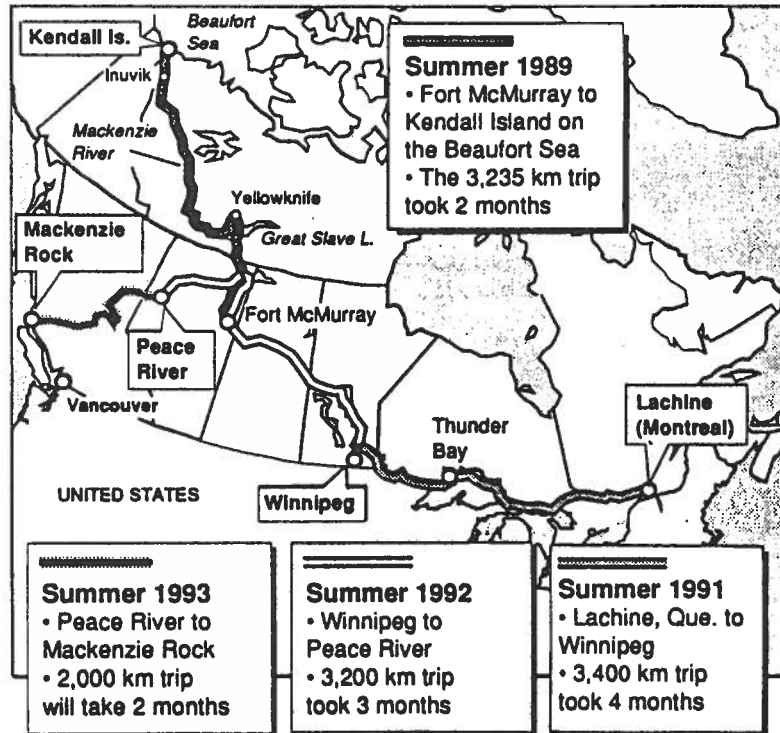 Beaufort
Sea
Kendall Is.
Inuvik
Mackenzie
River
Yellowknife
Great Slave L.
Mackenzie
Rock
Fort McMurray
Peace
River
Vancouver
Thunder
Bay
Lachine
(Montreal)
Winnipeg
UNITED STATES
Summer 1989
• Fort McMurray to
Kendall Island on
the Beaufort Sea
• The 3,235 km trip
took 2 months
Summer 1993
• Peace River to
Mackenzie Rock
• 2,000 km trip
will take 2 months
Summer 1992
• Winnipeg to
Peace River
• 3,200 km trip
took 3 months
Summer 1991
• Lachine, Que. to
Winnipeg
• 3,400 km trip
took 4 months